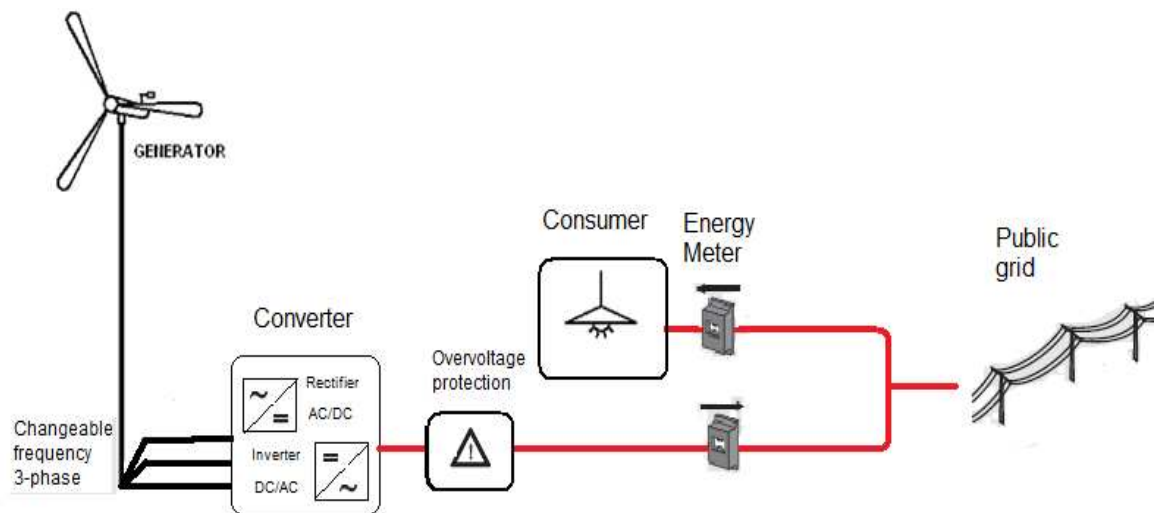 GENERATOR
Consumer
Energy
Meter
Public
grid
Converter
Overvoltage
protection
Rectifier
AC/DC
Inverter
DC/AC
Changeable
frequency
3-phase